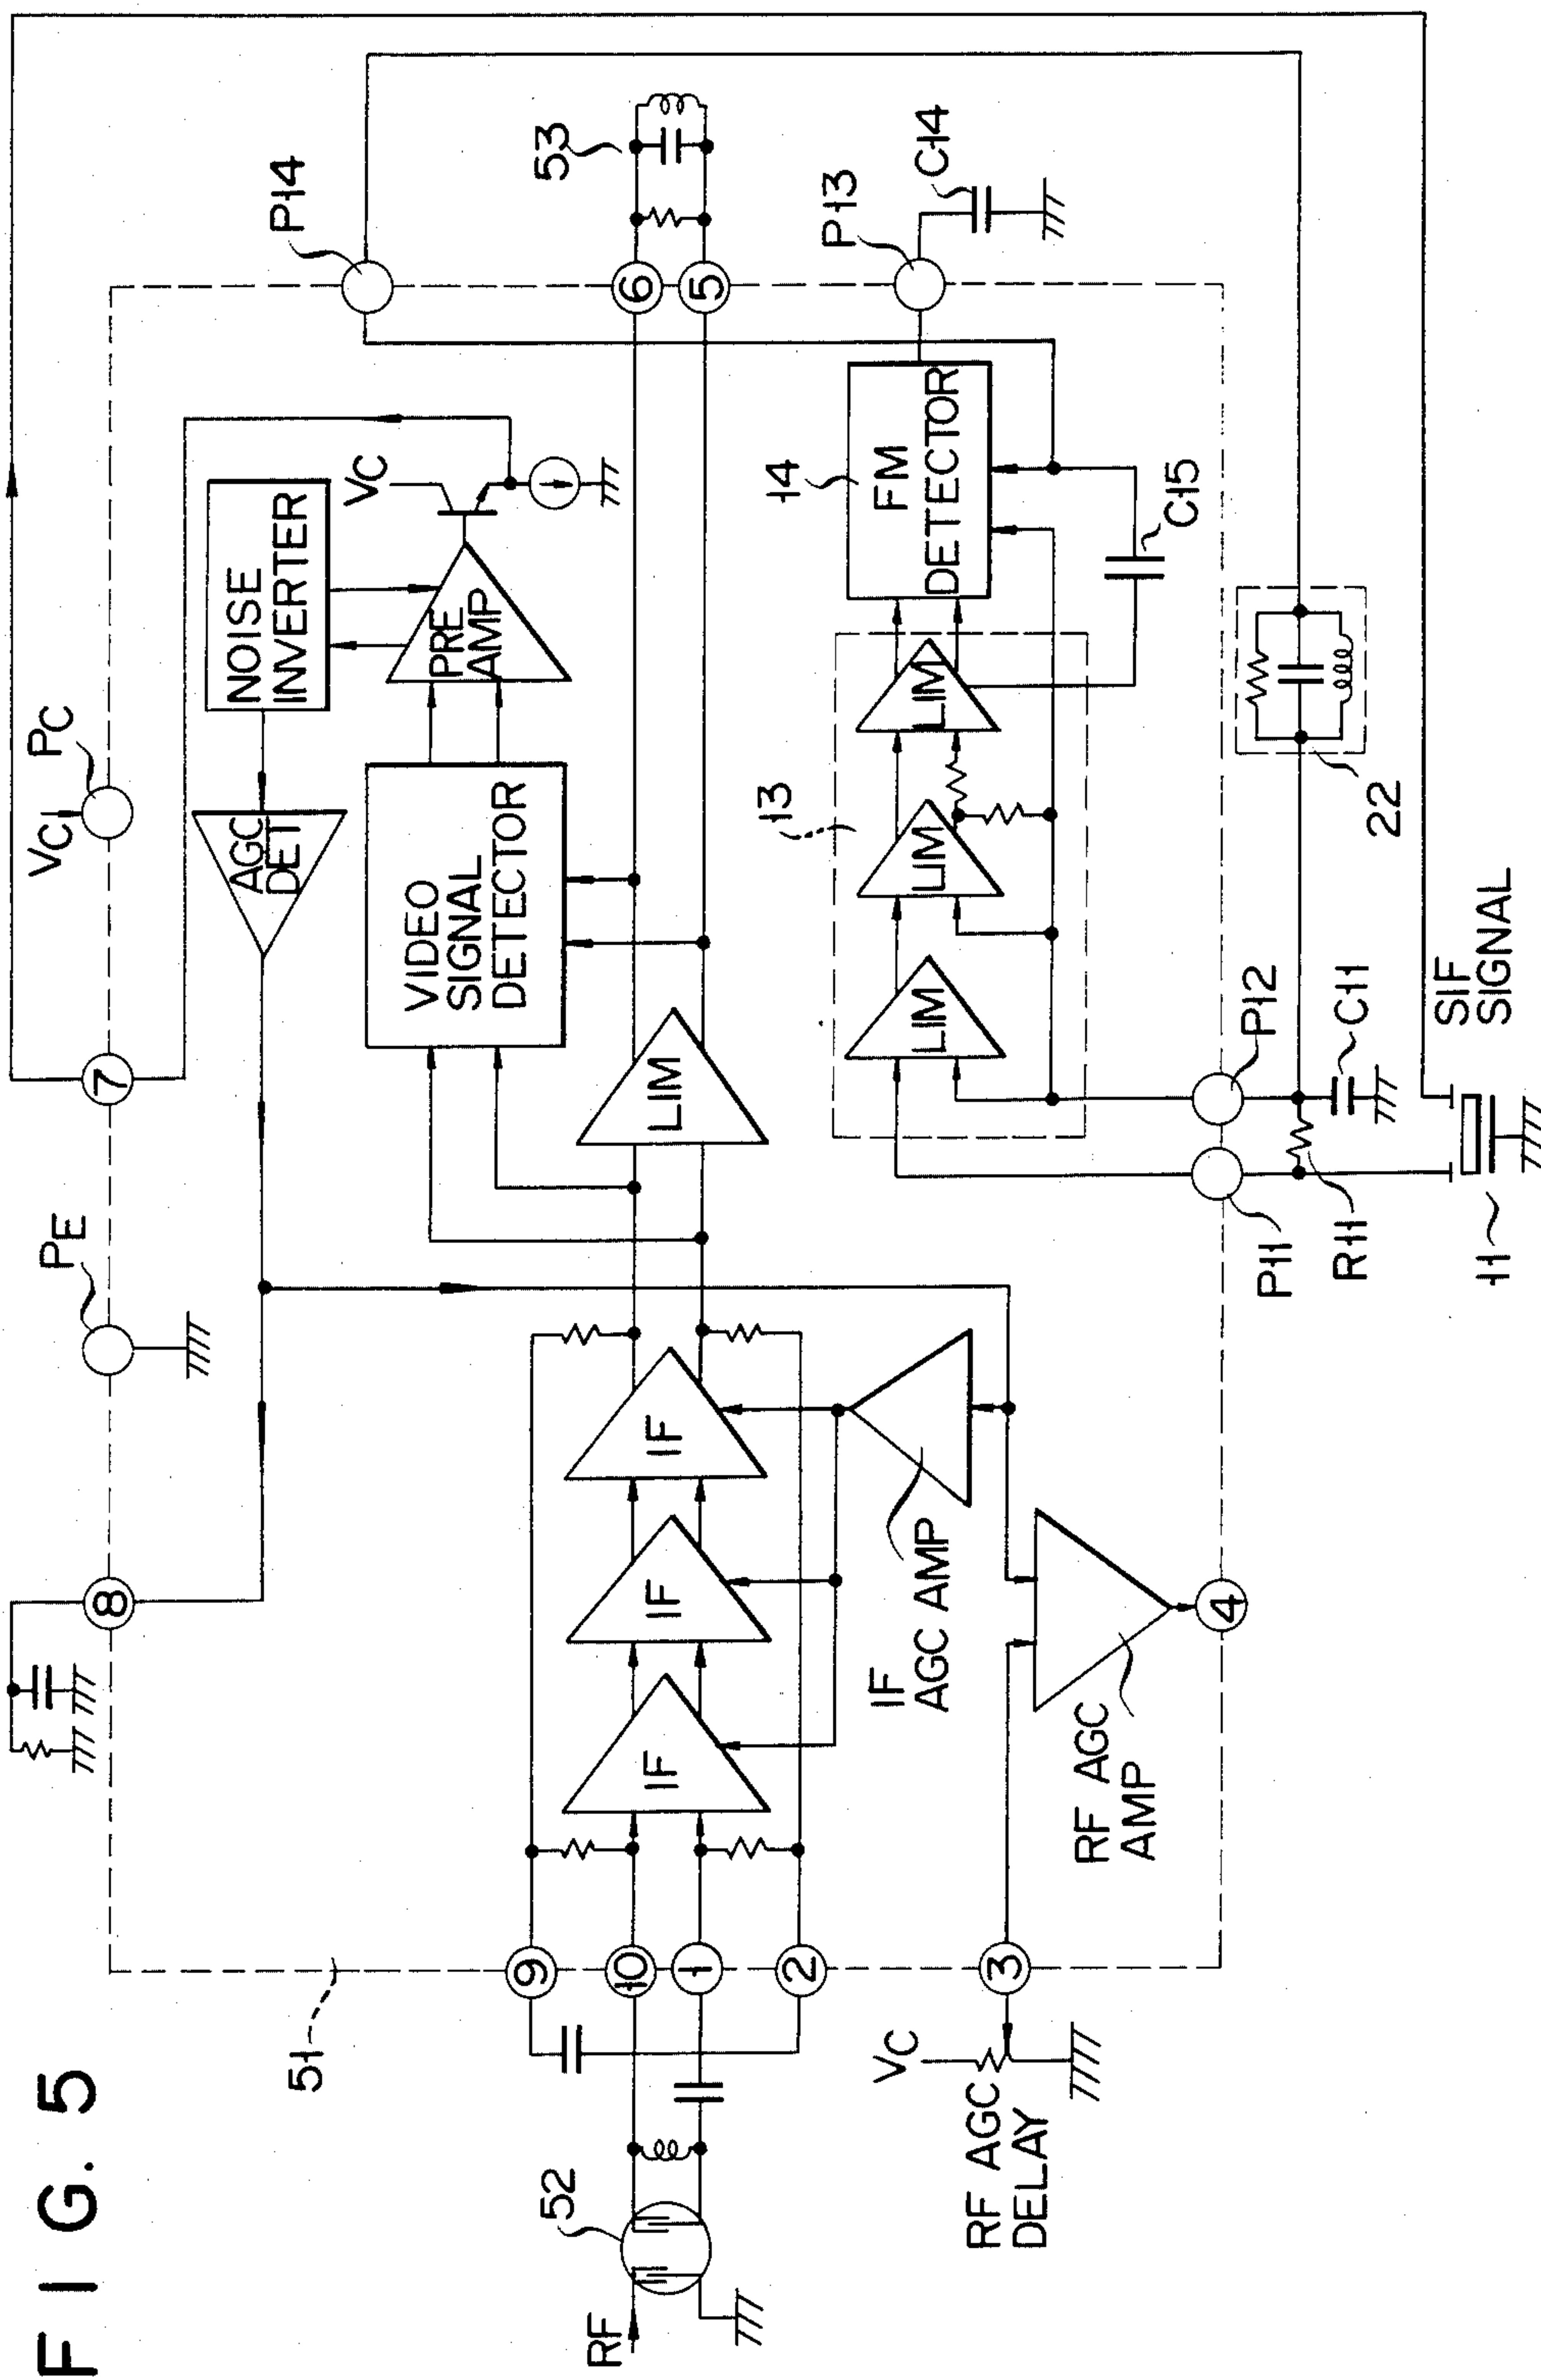 FIG. 5
51
PE
VC
PC
8
7
NOISE
INVERTER
AGC
DET
VC
PRE
AMP
P14
VIDEO
SIGNAL
DETECTOR
53
RF
52
9
10
1
2
IF
IF
IF
LIM
6
5
IF
AGC AMP
13
LIM
LIM
LIM
14
FM
DETECTOR
P13
C14
C15
VC
RF AGC
DELAY
3
RF AGC
AMP
4
P11
P12
R11
C11
22
11
SIF
SIGNAL